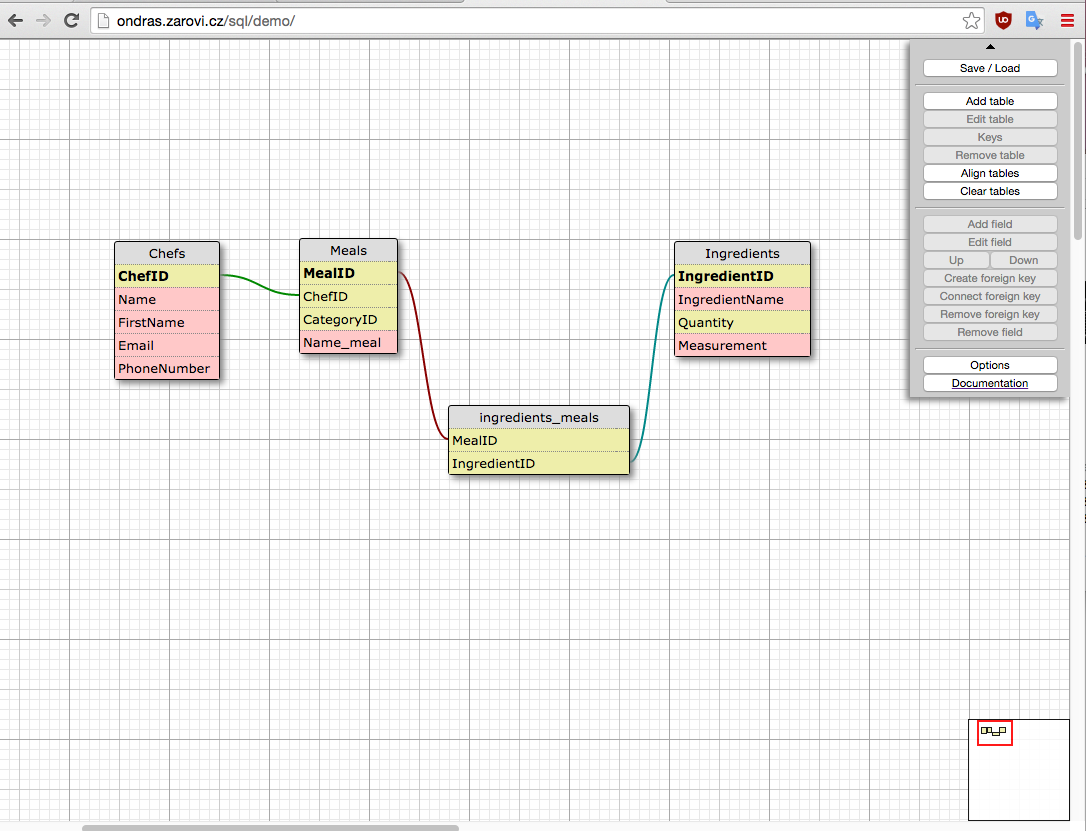 ondras.zarovi.cz/sql/demo/
Save / Load
Add table
Edit table
Keys
Remove table
Align tables
Clear tables
Add field
Edit field
Up Down
Create foreign key
Connect foreign key
Remove foreign key
Remove field
Options
Documentation
Chefs
ChefID
Name
FirstName
Email
PhoneNumber
Meals
MealID
ChefID
CategoryID
Name_meal
Ingredients
IngredientID
IngredientName
Quantity
Measurement
ingredients_meals
MealID
IngredientID